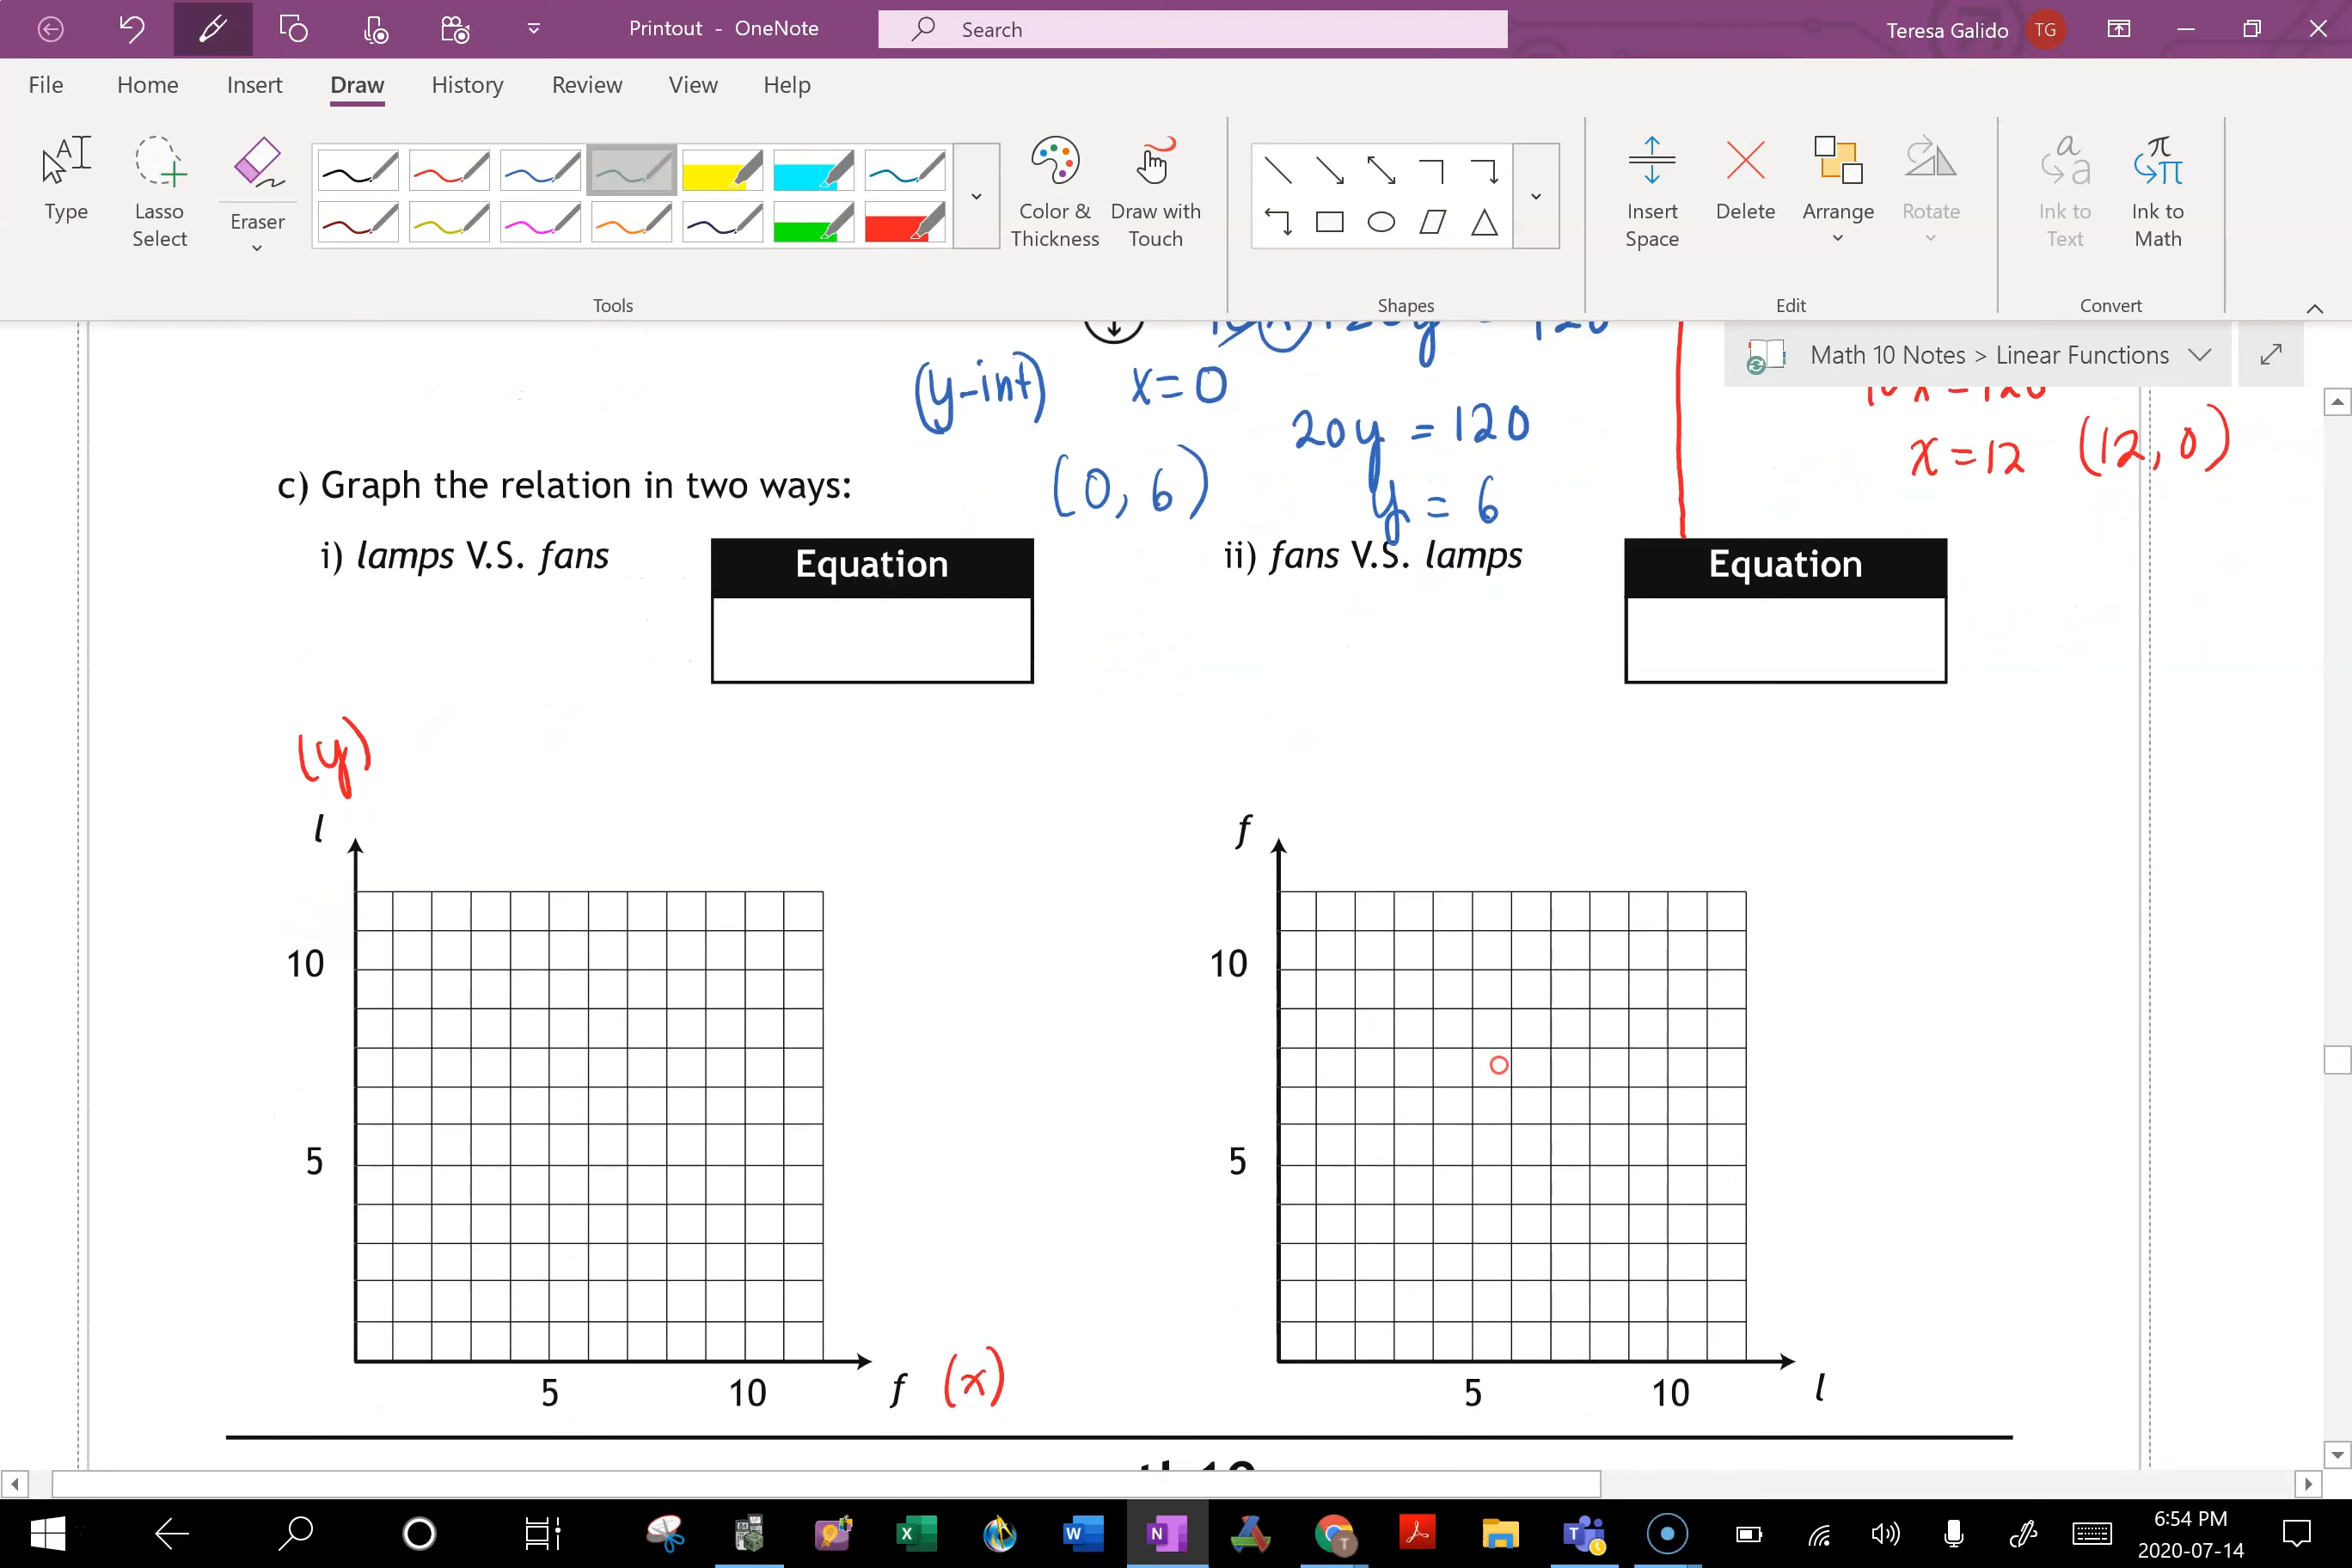 Printout - OneNote
Search
Teresa Galido
TG
File Home Insert Draw History Review View Help
Type
Lasso Select
Eraser
Color & Thickness
Draw with Touch
Insert Space
Delete
Arrange
Rotate
Ink to Text
Ink to Math
Tools
Shapes
Edit
Convert
Math 10 Notes > Linear Functions
(y-int) x=0
20y = 120
x = 12 (12, 0)
c) Graph the relation in two ways:
(0, 6)
y = 6
i) lamps V.S. fans
Equation
ii) fans V.S. lamps
Equation
(y)
l
10
5
5 10 f (x)
f
10
5
5 10 l
6:54 PM
2020-07-14